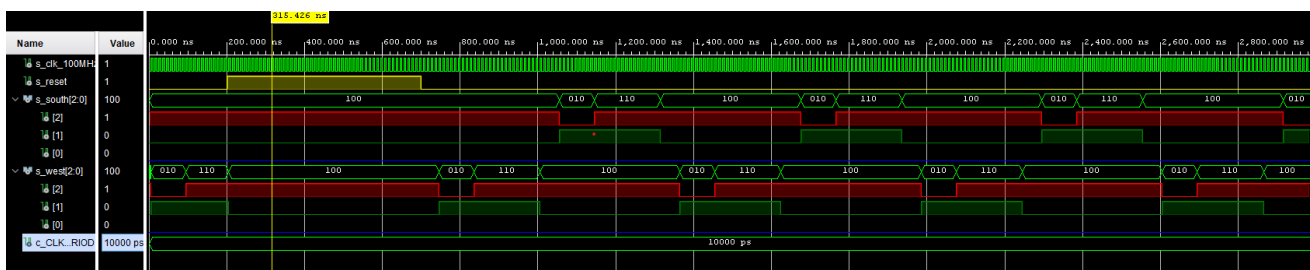 315.426 ns
Name Value 0.000 ns 200.000 ns 400.000 ns 600.000 ns 800.000 ns 1,000.000 ns 1,200.000 ns 1,400.000 ns 1,600.000 ns 1,800.000 ns 2,000.000 ns 2,200.000 ns 2,400.000 ns 2,600.000 ns 2,800.000 ns
s_clk_100MHz 1
s_reset 1
s_south[2:0] 100 100 010 110 100 010 110 100 010 110 100 010
[2] 1
[1] 0
[0] 0
s_west[2:0] 100 010 110 100 010 110 100 010 110 100 010 110 100 010 110 100
[2] 1
[1] 0
[0] 0
c_CLK...RIOD 10000 ps 10000 ps